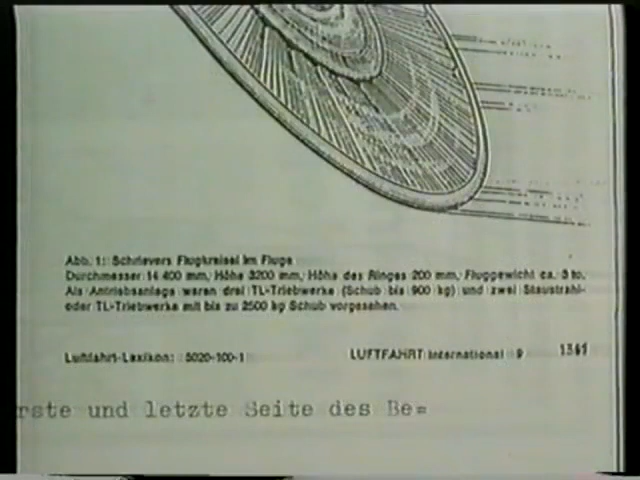 Abb. 1: Schrievers Flugkreisel im Fluge
Durchmesser 14 400 mm, Höhe 3200 mm, Höhe des Ringes 200 mm, Fluggewicht ca. 3 to.
Als Antriebsanlage waren drei TL-Triebwerke (Schub bis 900 kg) und zwei Staustrahl-
oder TL-Triebwerke mit bis zu 2500 kg Schub vorgesehen.
Luftfahrt-Lexikon: 5020-100-1
LUFTFAHRT International 9 1361
rste und letzte Seite des Be=